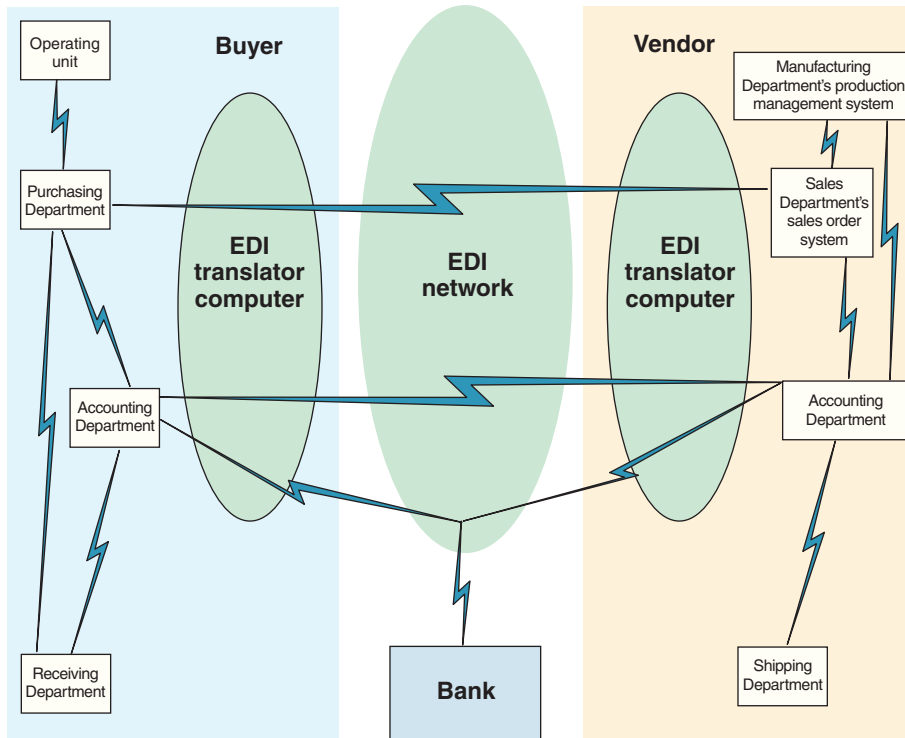 Operating
unit
Buyer
Vendor
Manufacturing
Department's production
management system
Purchasing
Department
Sales
Department's
sales order
system
EDI
translator
computer
EDI
network
EDI
translator
computer
Accounting
Department
Accounting
Department
Receiving
Department
Bank
Shipping
Department